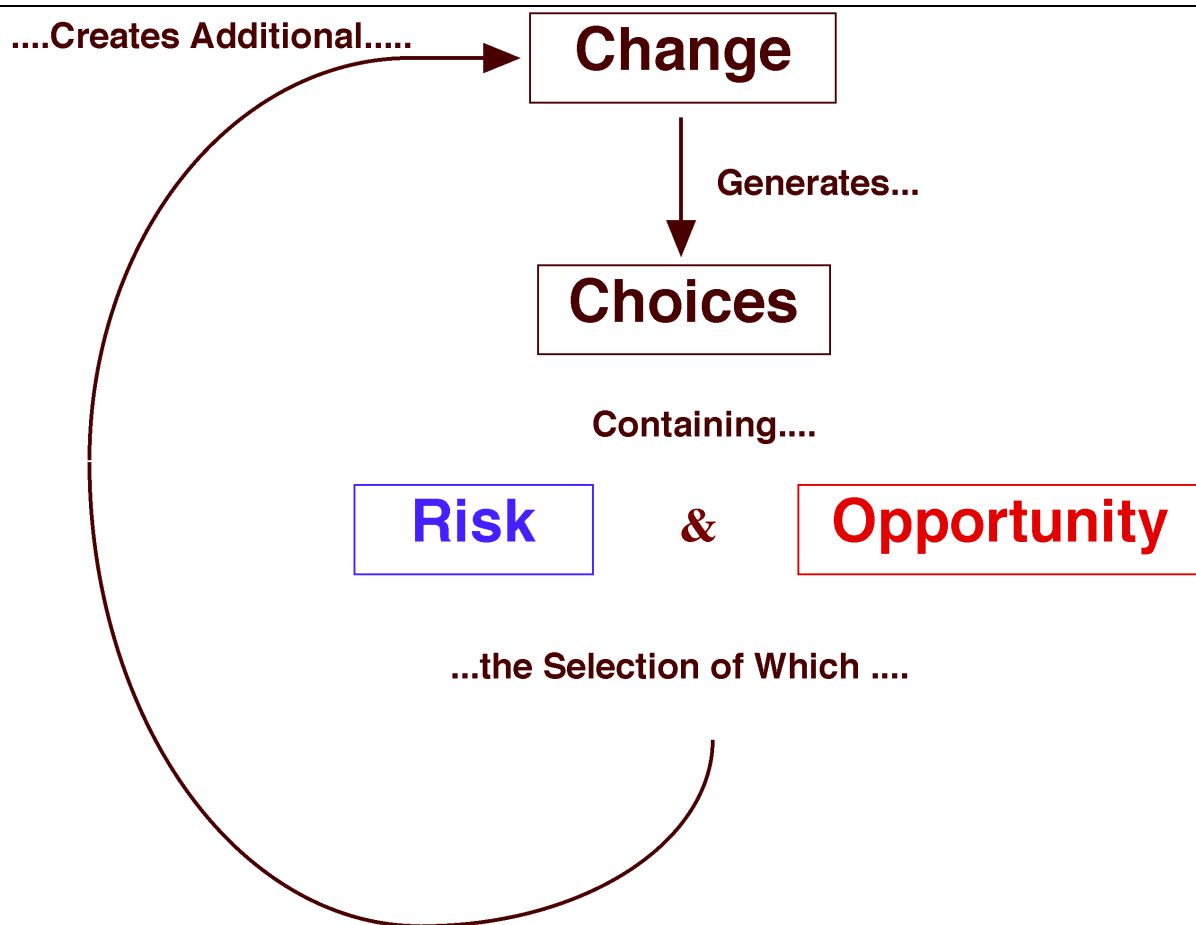 ....Creates Additional.....
Change
Generates...
Choices
Containing....
Risk & Opportunity
...the Selection of Which ....